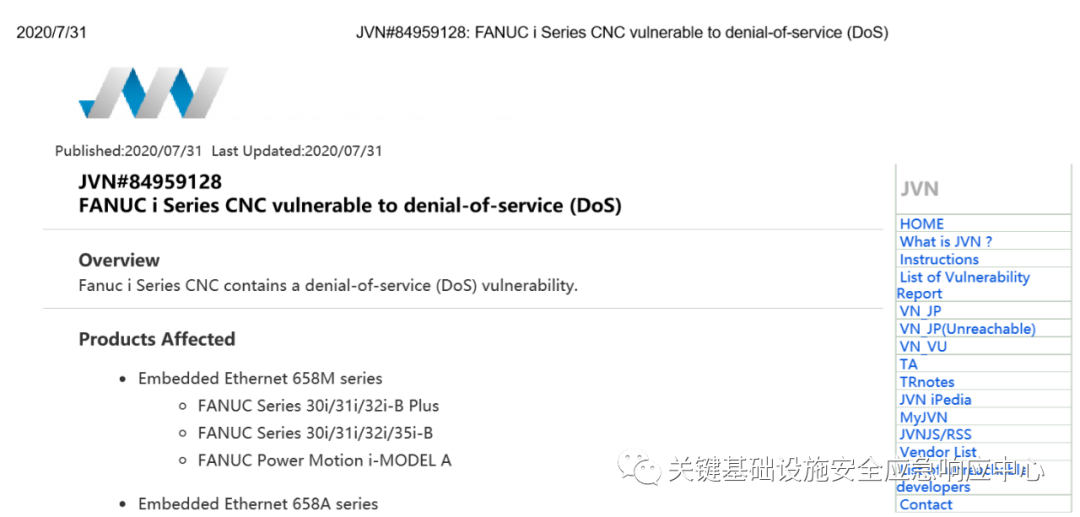 2020/7/31
JVN#84959128: FANUC i Series CNC vulnerable to denial-of-service (DoS)
Published:2020/07/31 Last Updated:2020/07/31
JVN#84959128
FANUC i Series CNC vulnerable to denial-of-service (DoS)
Overview
Fanuc i Series CNC contains a denial-of-service (DoS) vulnerability.
Products Affected
• Embedded Ethernet 658M series
◦ FANUC Series 30i/31i/32i-B Plus
◦ FANUC Series 30i/31i/32i/35i-B
◦ FANUC Power Motion i-MODEL A
• Embedded Ethernet 658A series
JVN
HOME
What is JVN ?
Instructions
List of Vulnerability
Report
VN_JP
VN_JP(Unreachable)
VN_VU
TA
TRnotes
JVN iPedia
MyJVN
JVNJS/RSS
Vendor List
developers
Contact
关键基础设施安全应急响应中心